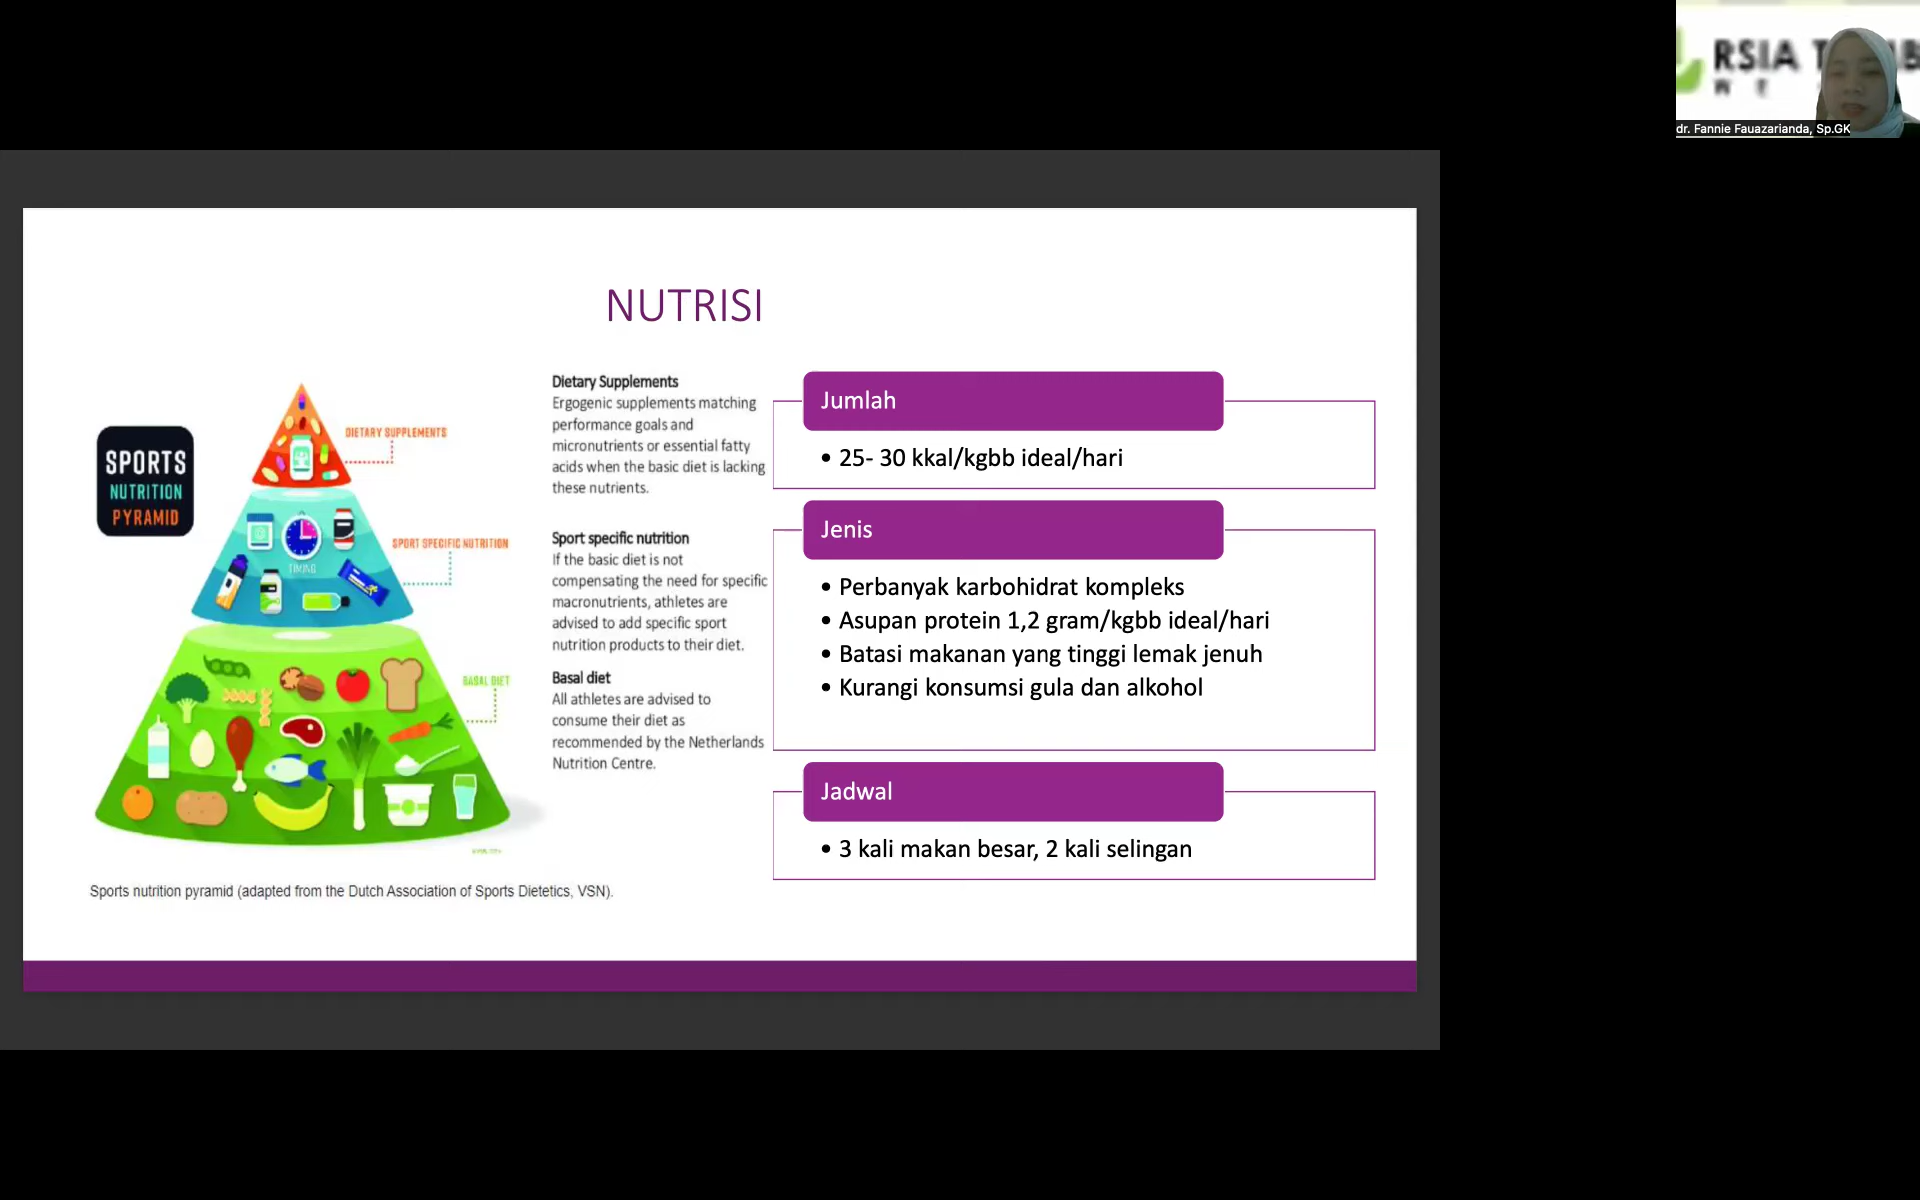 RSIA
dr. Fannie Fauazarianda, Sp.GK
NUTRISI
SPORTS
NUTRITION
PYRAMID
DIETARY SUPPLEMENTS
SPORT SPECIFIC NUTRITION
TIMING
BASAL DIET
Dietary Supplements
Ergogenic supplements matching
performance goals and
micronutrients or essential fatty
acids when the basic diet is lacking
these nutrients.
Sport specific nutrition
If the basic diet is not
compensating the need for specific
macronutrients, athletes are
advised to add specific sport
nutrition products to their diet.
Basal diet
All athletes are advised to
consume their diet as
recommended by the Netherlands
Nutrition Centre.
Sports nutrition pyramid (adapted from the Dutch Association of Sports Dietetics, VSN).
Jumlah
• 25- 30 kkal/kgbb ideal/hari
Jenis
• Perbanyak karbohidrat kompleks
• Asupan protein 1,2 gram/kgbb ideal/hari
• Batasi makanan yang tinggi lemak jenuh
• Kurangi konsumsi gula dan alkohol
Jadwal
• 3 kali makan besar, 2 kali selingan